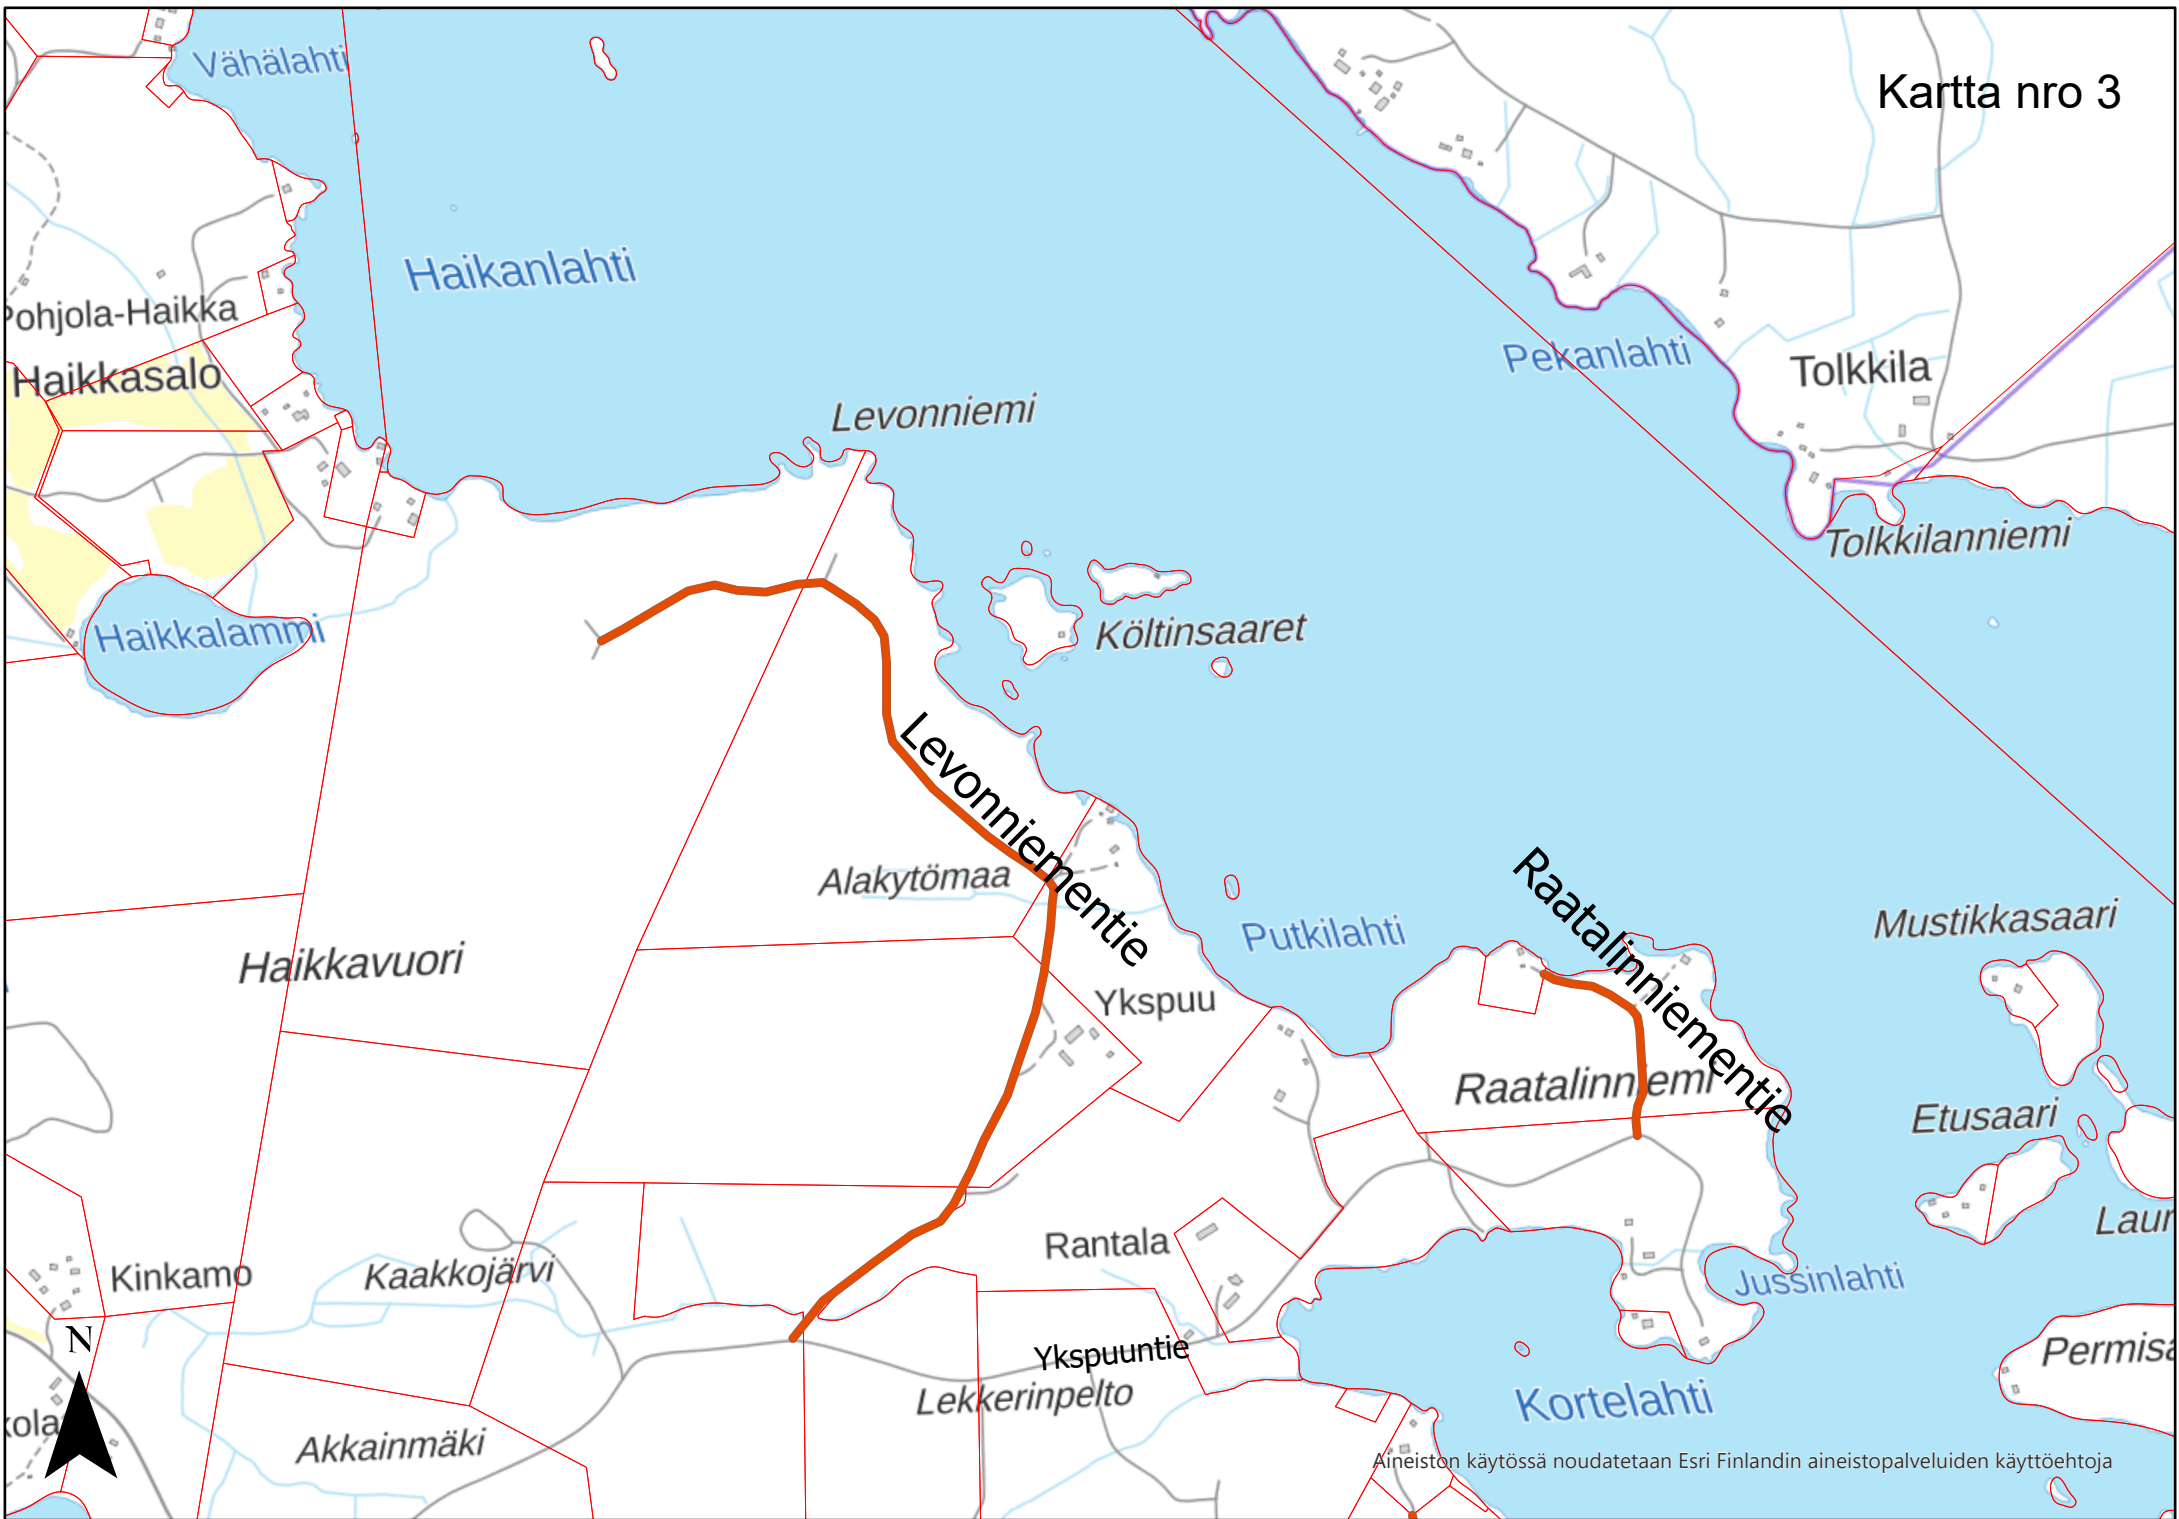 Vähälahti
Kartta nro 3
Haikanlahti
Pohjola-Haikka
Haikkasalo
Pekanlahti
Tolkkila
Levonniemi
Tolkkilanniemi
Haikkalammi
Költinsaaret
Levonniementie
Alakytömaa
Raatalinniementie
Mustikkasaari
Putkilahti
Haikkavuori
Ykspuu
Raatalinniemi
Etusaari
Laur
Rantala
Kinkamo
Kaakkojärvi
Jussinlahti
N
Ykspuuntie
Permisa
Lekkerinpelto
Kortelahti
kola
Akkainmäki
Aineiston käytössä noudatetaan Esri Finlandin aineistopalveluiden käyttöehtoja